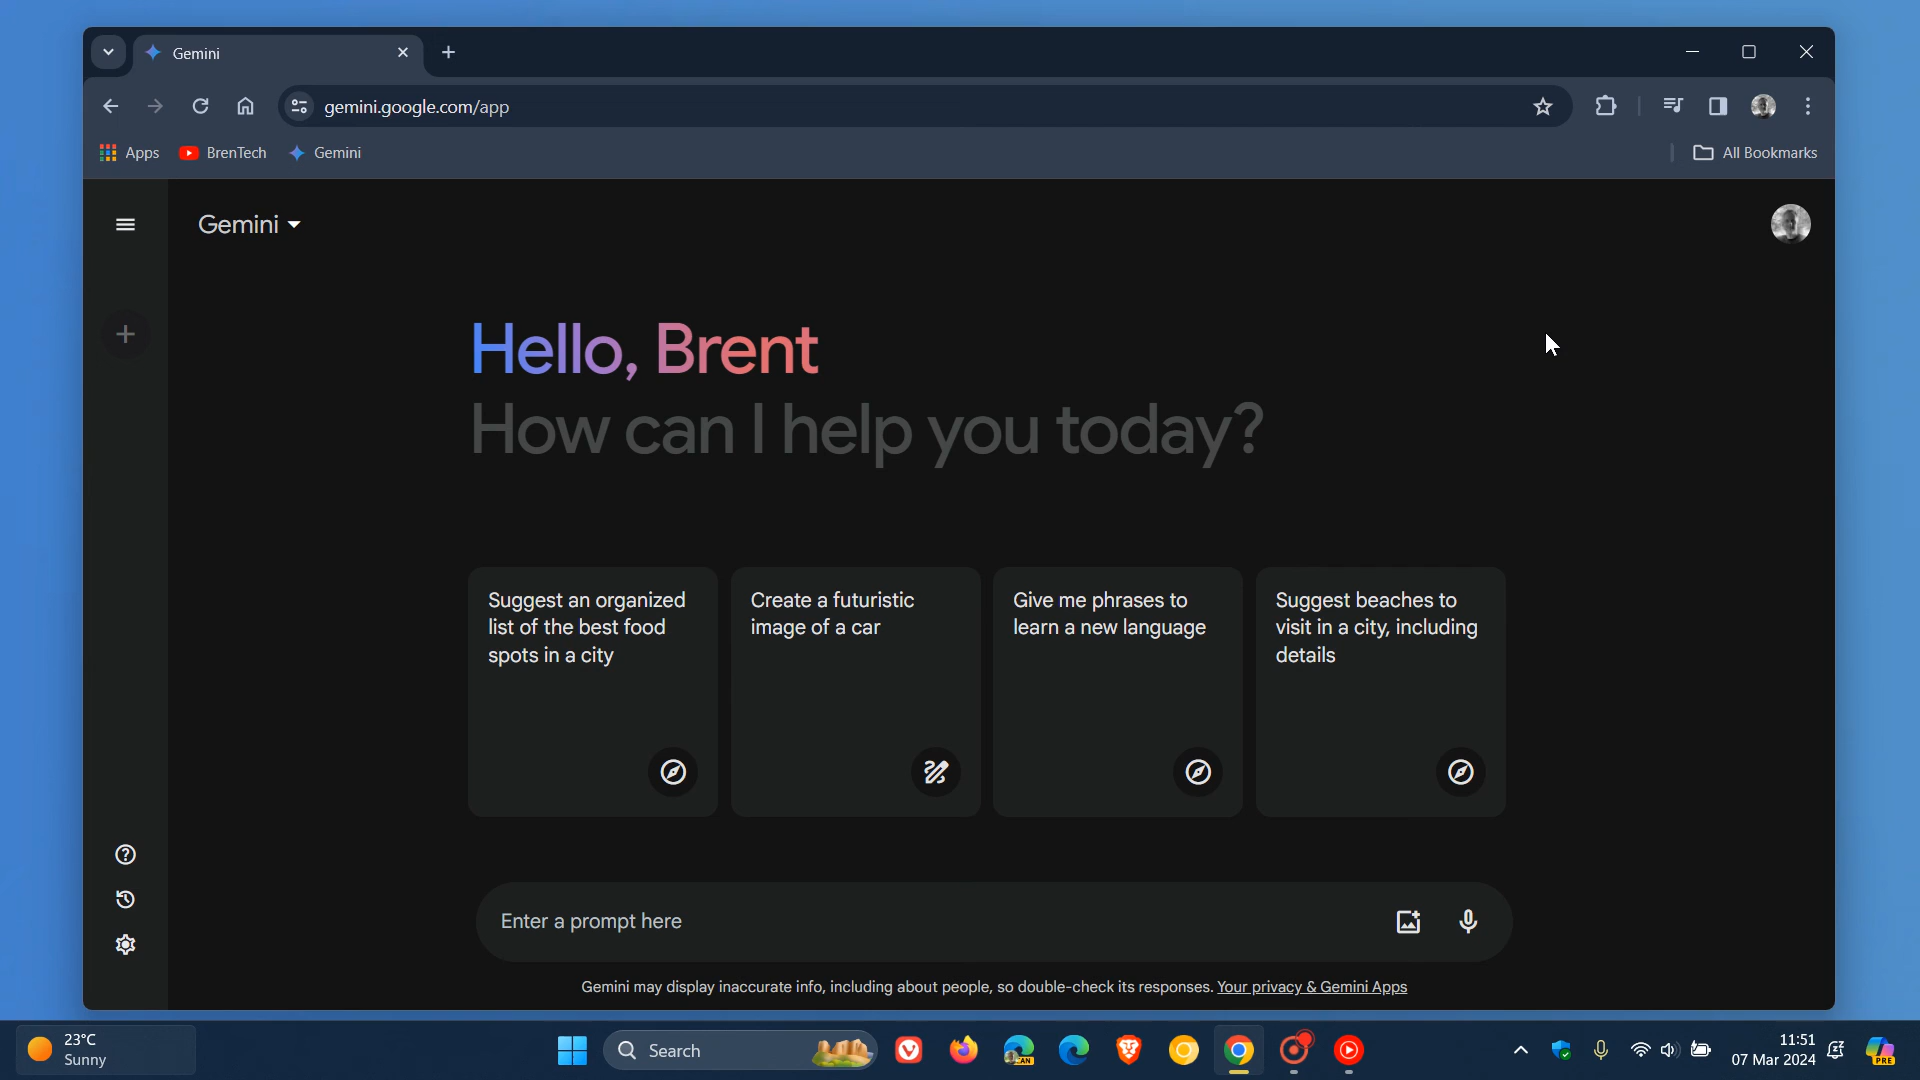 Gemini
gemini.google.com/app
Apps
BrenTech
Gemini
All Bookmarks
Gemini
Hello, Brent
How can I help you today?
Suggest an organized
list of the best food
spots in a city
Create a futuristic
image of a car
Give me phrases to
learn a new language
Suggest beaches to
visit in a city, including
details
Enter a prompt here
Gemini may display inaccurate info, including about people, so double-check its responses. Your privacy & Gemini Apps
23°C
Sunny
Search
CAN
11:51
07 Mar 2024
PRE